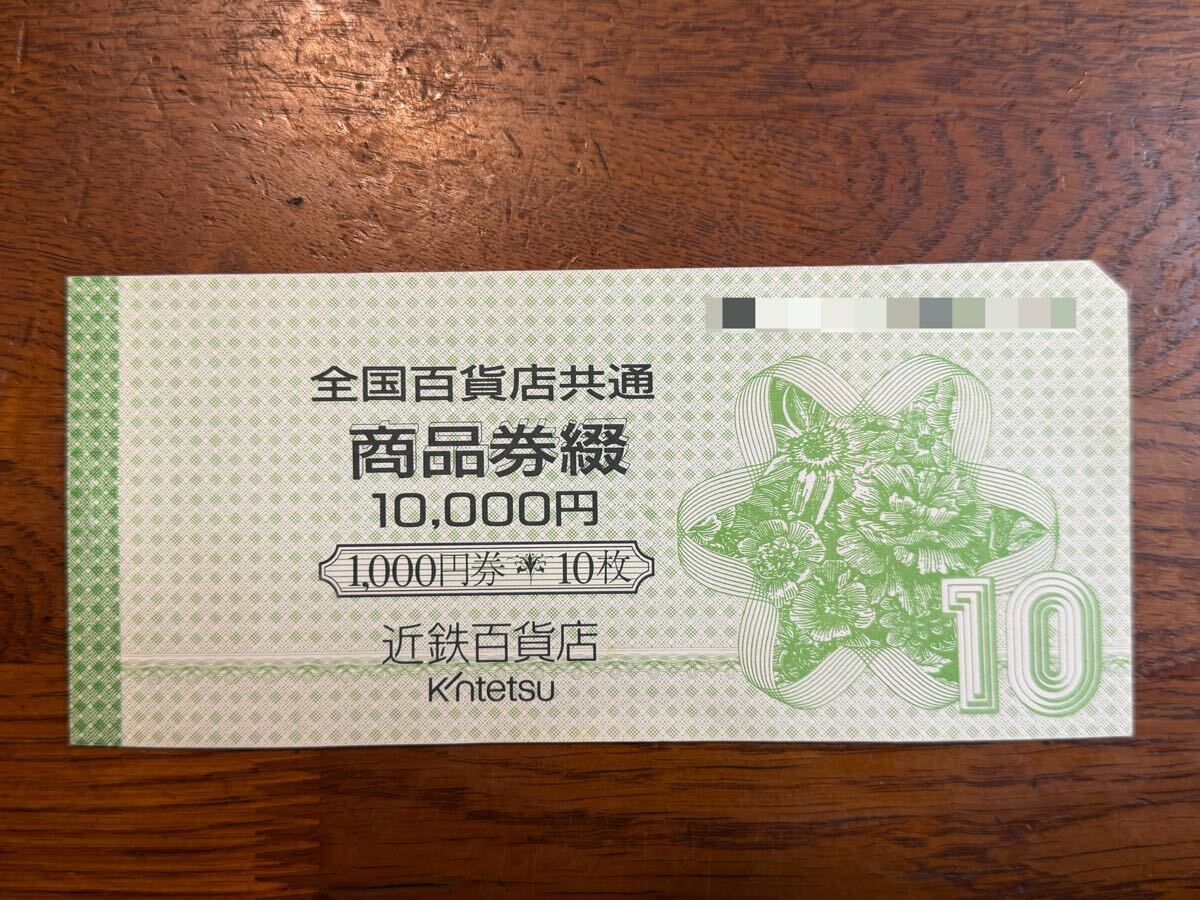 全国百貨店共通
商品券綴
10,000円
1,000円券 10枚
近鉄百貨店
Kintetsu
10